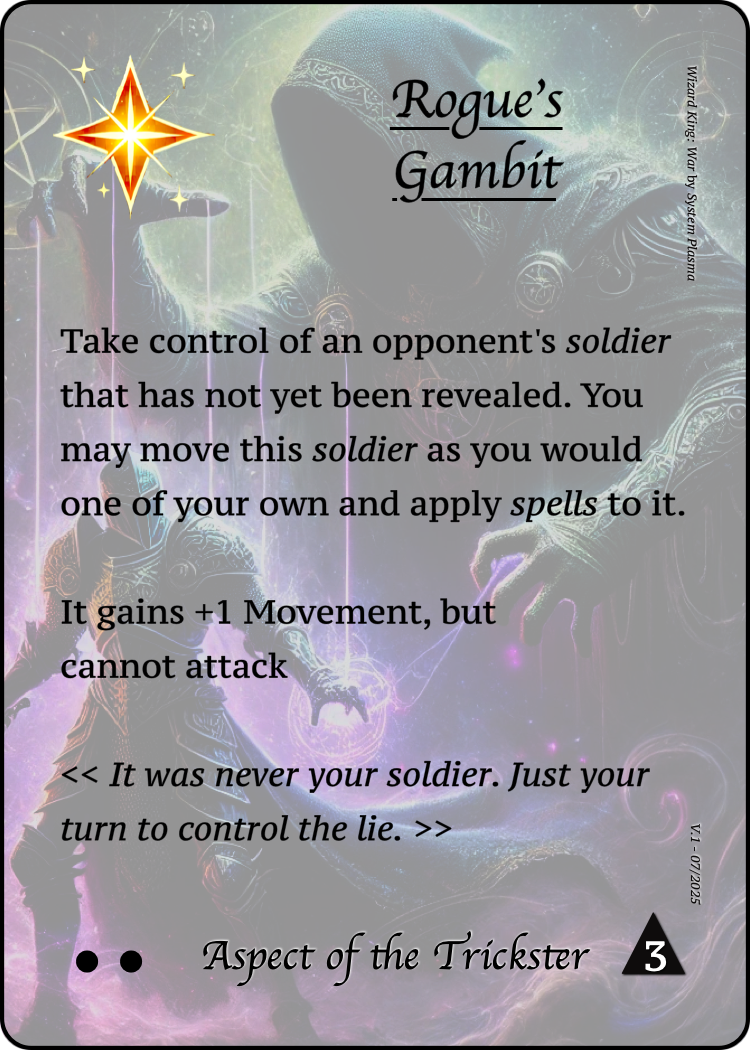 Rogue’s
Gambit
Wizard King: War by System Plasma
Take control of an opponent's soldier
that has not yet been revealed. You
may move this soldier as you would
one of your own and apply spells to it.
It gains +1 Movement, but
cannot attack
<< It was never your soldier. Just your
turn to control the lie. >>
V.1 - 07/2025
Aspect of the Trickster
3